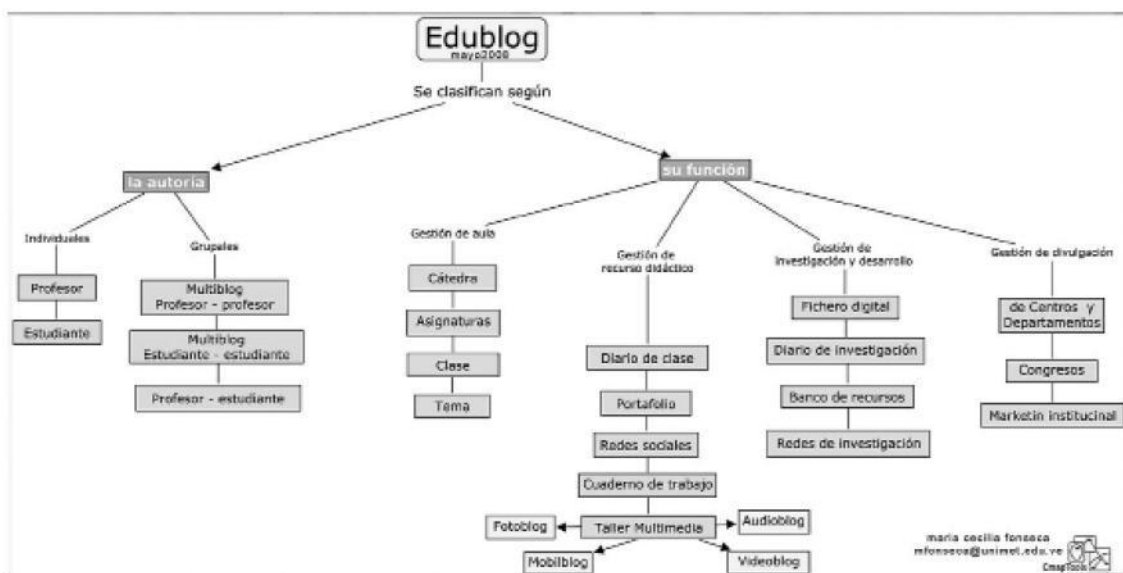 Edublog
mayo2008
Se clasifican según
la autoria
su función
Individuales
Profesor
Estudiante
Grupales
Multiblog
Profesor - profesor
Multiblog
Estudiante - estudiante
Profesor - estudiante
Gestión de aula
Cátedra
Asignaturas
Clase
Tema
Gestión de
recurso didáctico
Diario de clase
Portafolio
Redes sociales
Cuaderno de trabajo
Taller Multimedia
Fotoblog
Audioblog
Mobilblog
Videoblog
Gestión de
investigación y desarrollo
Fichero digital
Diario de investigación
Banco de recursos
Redes de investigación
Gestión de divulgación
de Centros y
Departamentos
Congresos
Marketin institucinal
maria cecilia fonseca
mfonseca@unimet.edu.ve
CmapTools